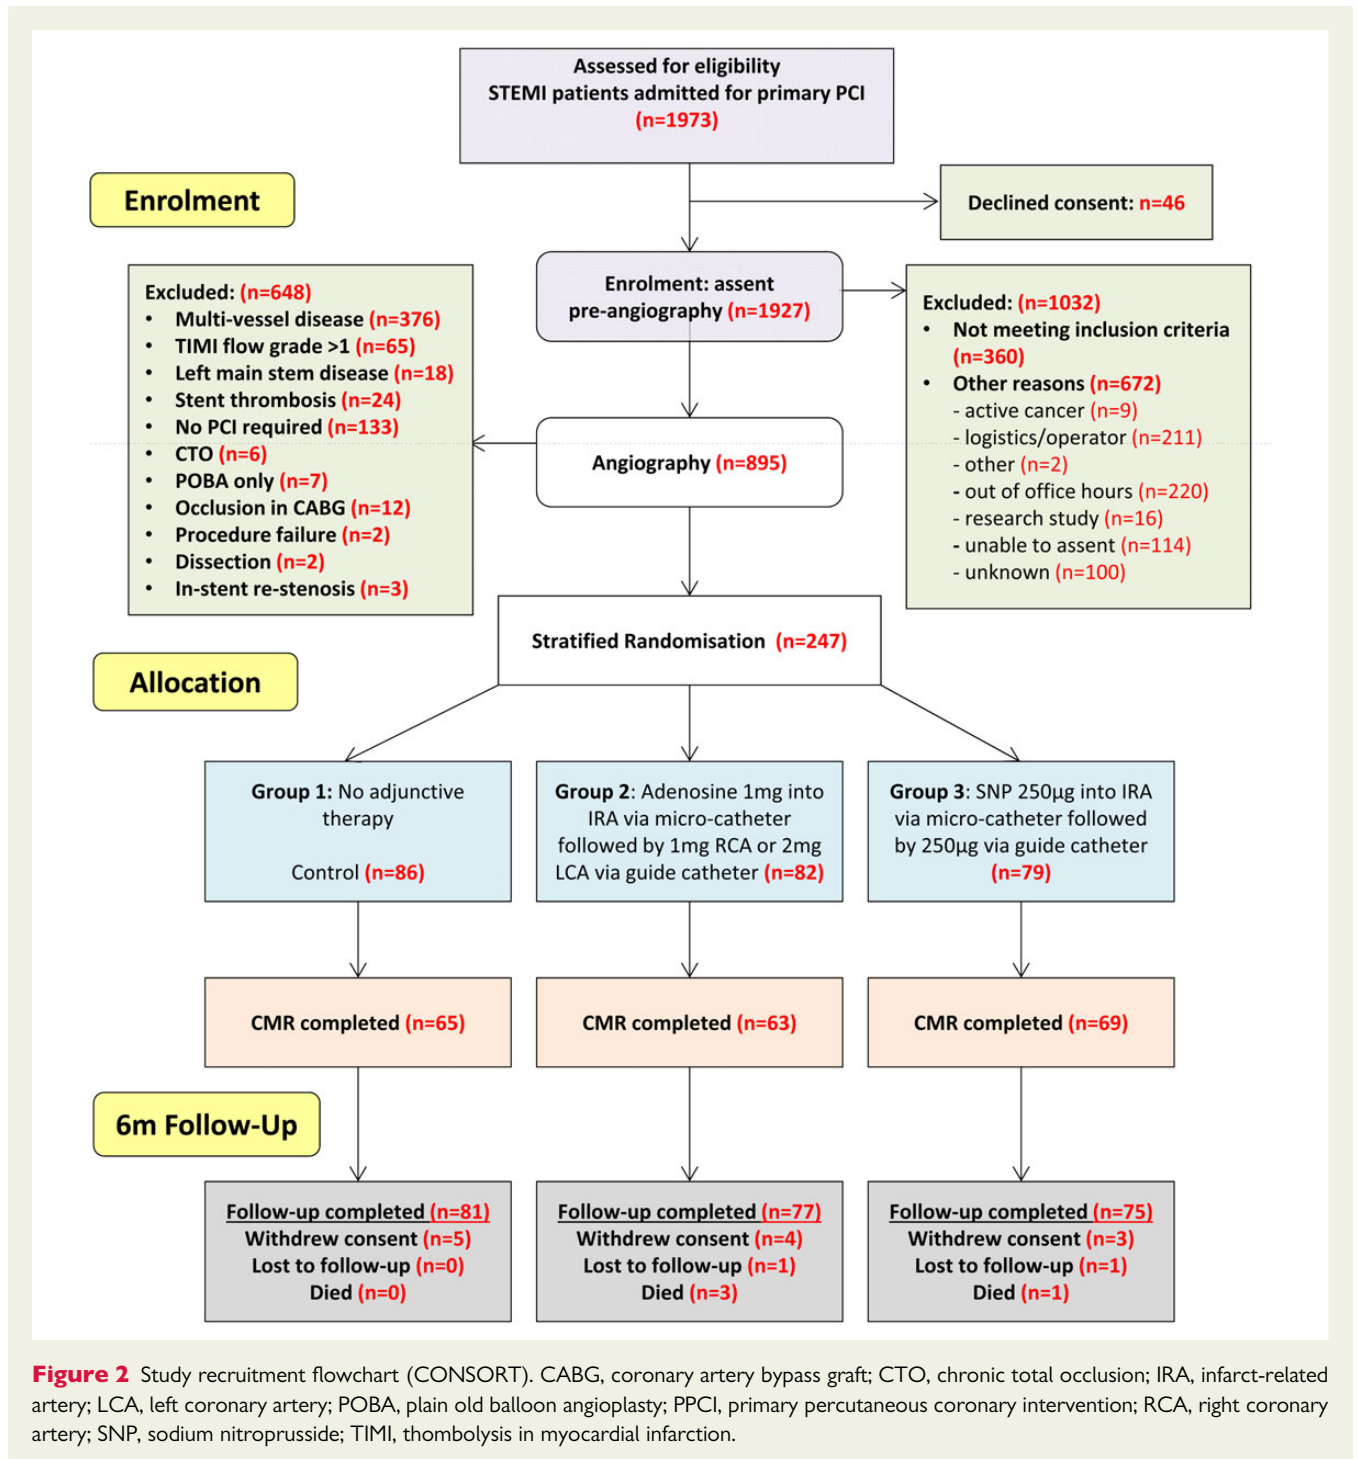 Assessed for eligibility
STEMI patients admitted for primary PCI
(n=1973)
Enrolment
Declined consent: n=46
Enrolment: assent
pre-angiography (n=1927)
Excluded: (n=648)
• Multi-vessel disease (n=376)
• TIMI flow grade >1 (n=65)
• Left main stem disease (n=18)
• Stent thrombosis (n=24)
• No PCI required (n=133)
• CTO (n=6)
• POBA only (n=7)
• Occlusion in CABG (n=12)
• Procedure failure (n=2)
• Dissection (n=2)
• In-stent re-stenosis (n=3)
Excluded: (n=1032)
• Not meeting inclusion criteria
(n=360)
• Other reasons (n=672)
- active cancer (n=9)
- logistics/operator (n=211)
- other (n=2)
- out of office hours (n=220)
- research study (n=16)
- unable to assent (n=114)
- unknown (n=100)
Angiography (n=895)
Stratified Randomisation (n=247)
Allocation
Group 1: No adjunctive
therapy
Control (n=86)
Group 2: Adenosine 1mg into
IRA via micro-catheter
followed by 1mg RCA or 2mg
LCA via guide catheter (n=82)
Group 3: SNP 250µg into IRA
via micro-catheter followed
by 250µg via guide catheter
(n=79)
CMR completed (n=65)
CMR completed (n=63)
CMR completed (n=69)
6m Follow-Up
Follow-up completed (n=81)
Withdrew consent (n=5)
Lost to follow-up (n=0)
Died (n=0)
Follow-up completed (n=77)
Withdrew consent (n=4)
Lost to follow-up (n=1)
Died (n=3)
Follow-up completed (n=75)
Withdrew consent (n=3)
Lost to follow-up (n=1)
Died (n=1)
Figure 2 Study recruitment flowchart (CONSORT). CABG, coronary artery bypass graft; CTO, chronic total occlusion; IRA, infarct-related
artery; LCA, left coronary artery; POBA, plain old balloon angioplasty; PPCI, primary percutaneous coronary intervention; RCA, right coronary
artery; SNP, sodium nitroprusside; TIMI, thombolysis in myocardial infarction.